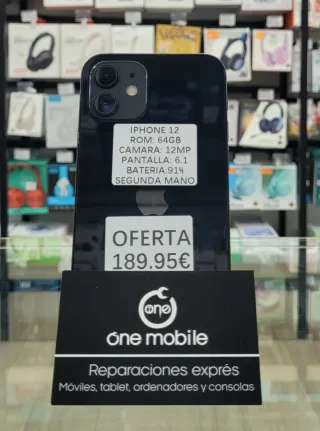 IPHONE 12
ROM: 64GB
CAMARA: 12MP
PANTALLA: 6.1
BATERIA:91%
SEGUNDA MANO
OFERTA
189.95€
one
one mobile
Reparaciones exprés
Móviles, tablet, ordenadores y consolas